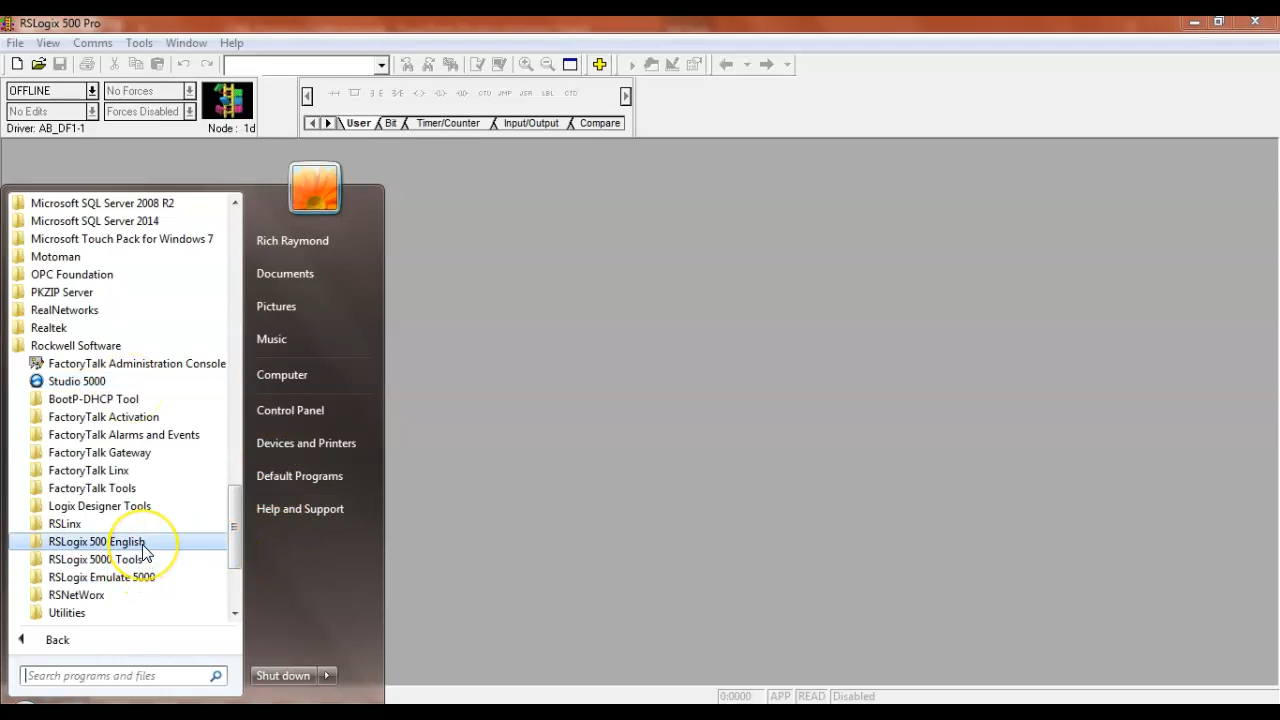 RSLogix 500 Pro
File View Comms Tools Window Help
OFFLINE No Forces
No Edits Forces Disabled
Driver: AB_DF1-1 Node : 1d
CTU JMP JSR LBL CTD
User Bit Timer/Counter Input/Output Compare
Microsoft SQL Server 2008 R2
Microsoft SQL Server 2014
Microsoft Touch Pack for Windows 7
Motoman
OPC Foundation
PKZIP Server
RealNetworks
Realtek
Rockwell Software
FactoryTalk Administration Console
Studio 5000
BootP-DHCP Tool
FactoryTalk Activation
FactoryTalk Alarms and Events
FactoryTalk Gateway
FactoryTalk Linx
FactoryTalk Tools
Logix Designer Tools
RSLinx
RSLogix 500 English
RSLogix 5000 Tools
RSLogix Emulate 5000
RSNetWorx
Utilities
Back
Search programs and files
Rich Raymond
Documents
Pictures
Music
Computer
Control Panel
Devices and Printers
Default Programs
Help and Support
Shut down
0:0000 APP READ Disabled